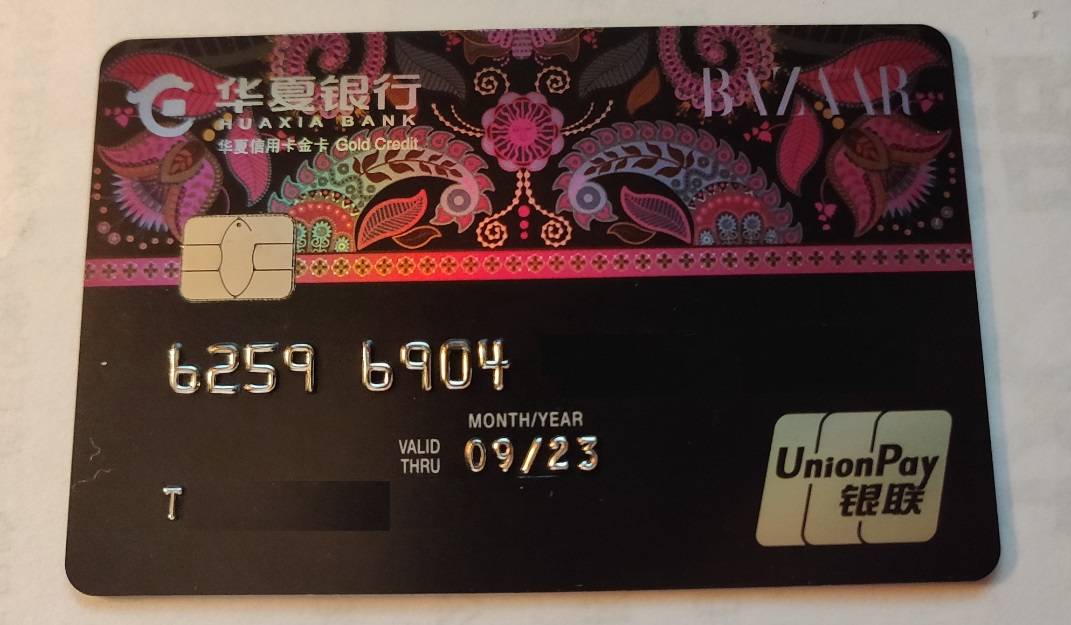 华夏银行
HUAXIA BANK
华夏信用卡金卡 Gold Credit
BAZAAR
6259 6904
MONTH/YEAR
VALID
THRU
09/23
T
UnionPay
银联